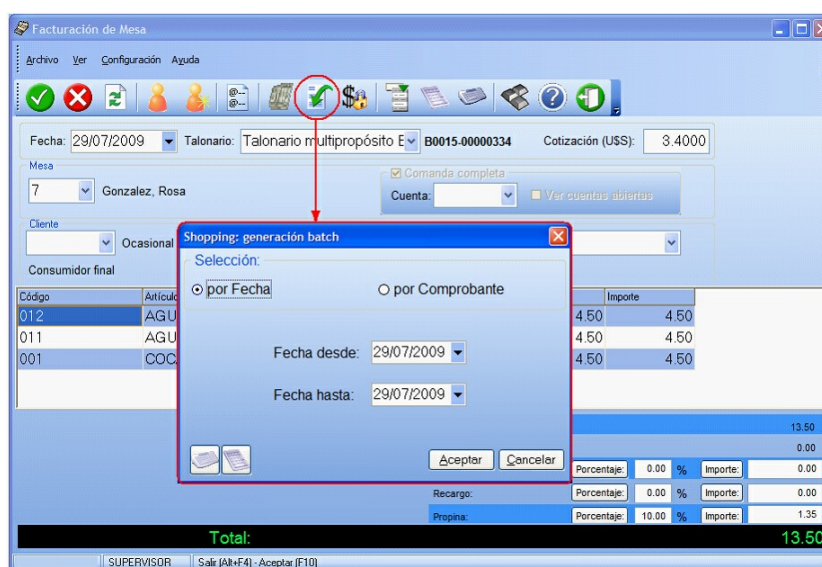 Facturación de Mesa
Archivo Ver Configuración Ayuda
Fecha: 29/07/2009 Talonario: Talonario multipropósito E B0015-00000334 Cotización (U$S): 3.4000
Mesa
7 Gonzalez, Rosa
Comanda completa
Cuenta: Ver cuentas abiertas
Cliente
Ocasional
Consumidor final
Shopping: generación batch
Selección:
por Fecha por Comprobante
Fecha desde: 29/07/2009
Fecha hasta: 29/07/2009
Aceptar Cancelar
Código Artículo Importe
012 AGU 4.50 4.50
011 AGU 4.50 4.50
001 COC 4.50 4.50
13.50
0.00
Porcentaje: 0.00 % Importe: 0.00
Recargo: Porcentaje: 0.00 % Importe: 0.00
Propina: Porcentaje: 10.00 % Importe: 1.35
Total: 13.50
SUPERVISOR Salir (Alt+F4) - Aceptar (F10)